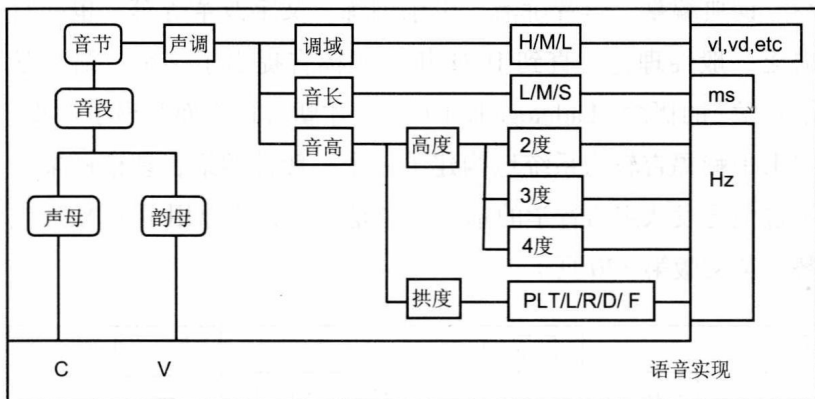 音节 声调 调域 H/M/L vl,vd,etc
音段 音长 L/M/S ms
音高 高度 2度 Hz
声母 韵母 3度
4度
拱度 PLT/L/R/D/ F
C V 语音实现